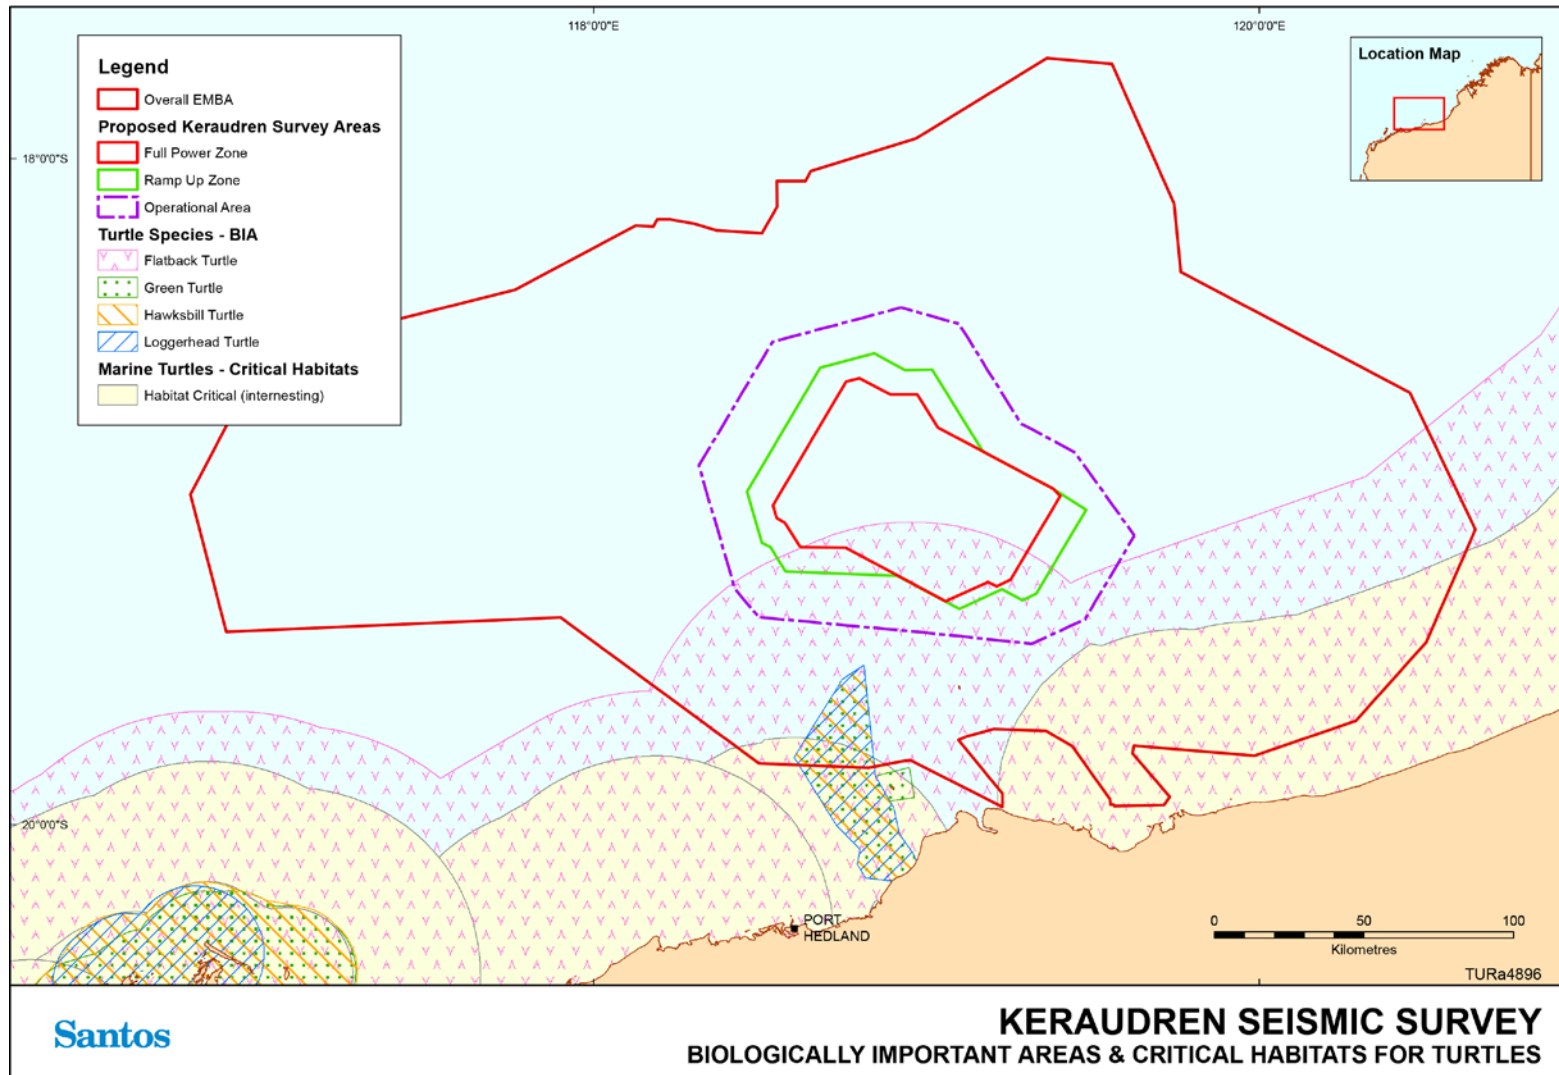 118°0'0"E
120°0'0"E
Legend
Overall EMBA
Proposed Keraudren Survey Areas
Full Power Zone
Ramp Up Zone
Operational Area
Turtle Species - BIA
Flatback Turtle
Green Turtle
Hawksbill Turtle
Loggerhead Turtle
Marine Turtles - Critical Habitats
Habitat Critical (internesting)
Location Map
18°0'0"S
20°0'0"S
PORT
HEDLAND
0 50 100
Kilometres
TURa4896
Santos
KERAUDREN SEISMIC SURVEY
BIOLOGICALLY IMPORTANT AREAS & CRITICAL HABITATS FOR TURTLES